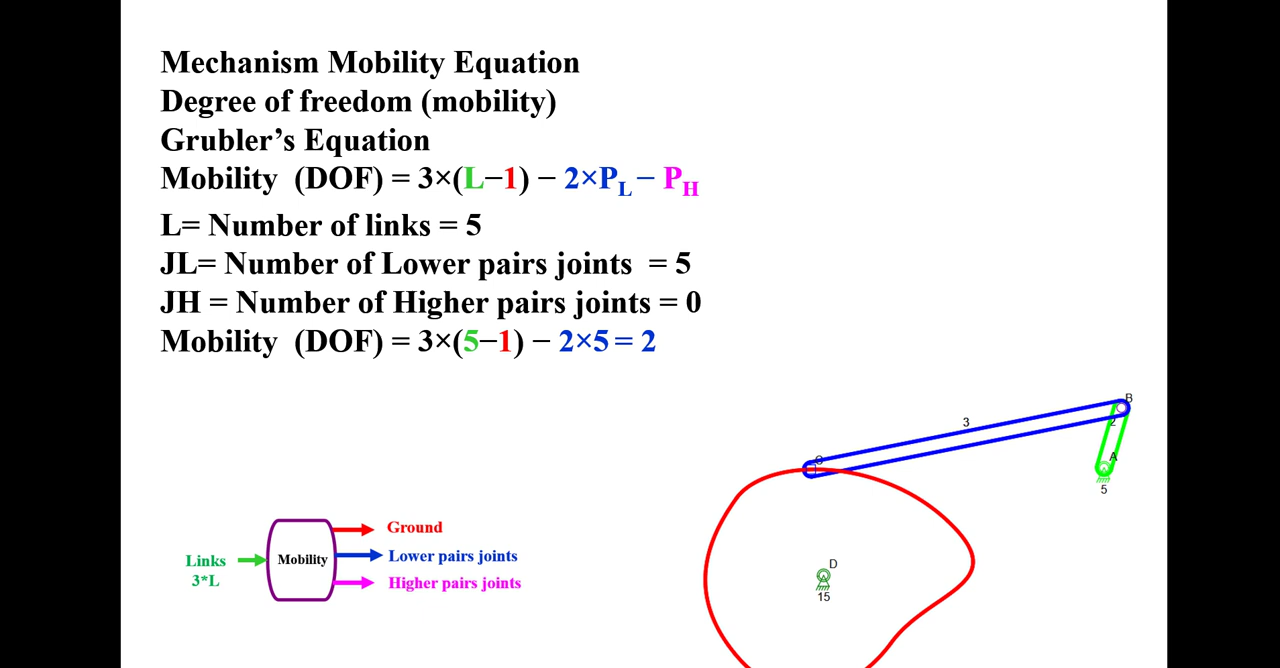 Mechanism Mobility Equation
Degree of freedom (mobility)
Grubler’s Equation
Mobility (DOF) = 3×(L−1) − 2×PL − PH
L= Number of links = 5
JL= Number of Lower pairs joints = 5
JH = Number of Higher pairs joints = 0
Mobility (DOF) = 3×(5−1) − 2×5 = 2
B
2
3
C
A
5
Ground
Links
3*L
Mobility
Lower pairs joints
Higher pairs joints
D
15